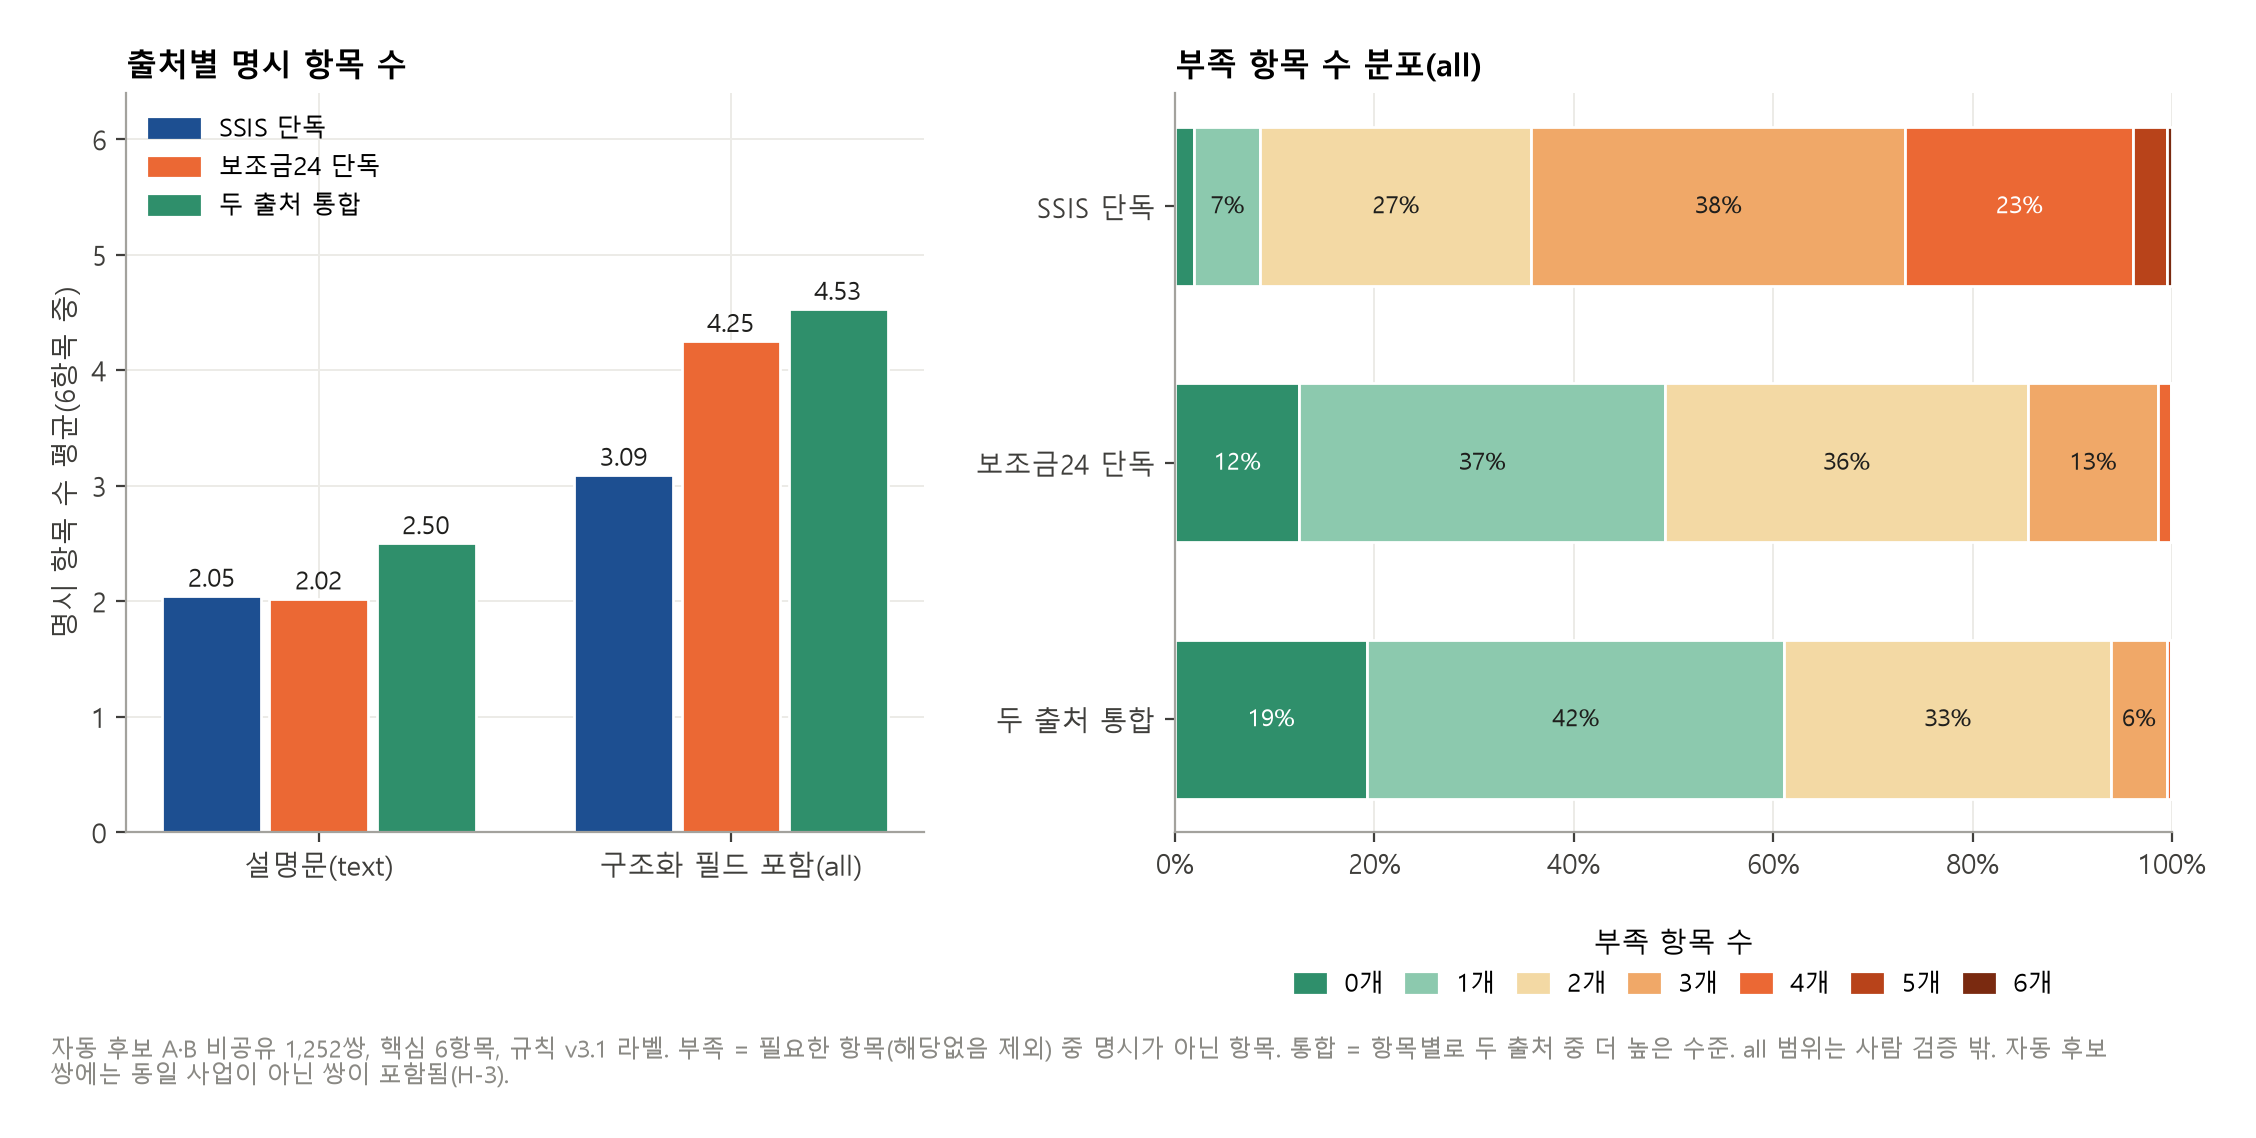 출처별 명시 항목 수
SSIS 단독
보조금24 단독
두 출처 통합
명시 항목 수 평균(6항목 중)
6
5
4
3
2
1
0
2.05
2.02
2.50
3.09
4.25
4.53
설명문(text)
구조화 필드 포함(all)
부족 항목 수 분포(all)
SSIS 단독
7%
27%
38%
23%
보조금24 단독
12%
37%
36%
13%
두 출처 통합
19%
42%
33%
6%
0%
20%
40%
60%
80%
100%
부족 항목 수
0개
1개
2개
3개
4개
5개
6개
자동 후보 A·B 비공유 1,252쌍, 핵심 6항목, 규칙 v3.1 라벨. 부족 = 필요한 항목(해당없음 제외) 중 명시가 아닌 항목. 통합 = 항목별로 두 출처 중 더 높은 수준. all 범위는 사람 검증 밖. 자동 후보
쌍에는 동일 사업이 아닌 쌍이 포함됨(H-3).